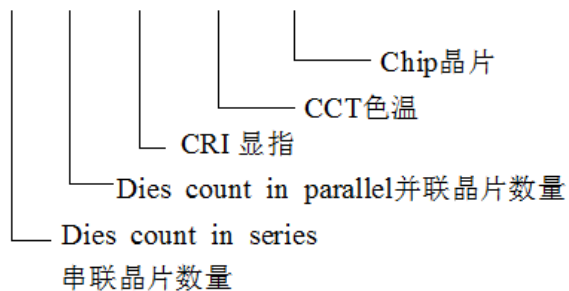 Chip晶片
CCT色温
CRI 显指
Dies count in parallel并联晶片数量
Dies count in series
串联晶片数量